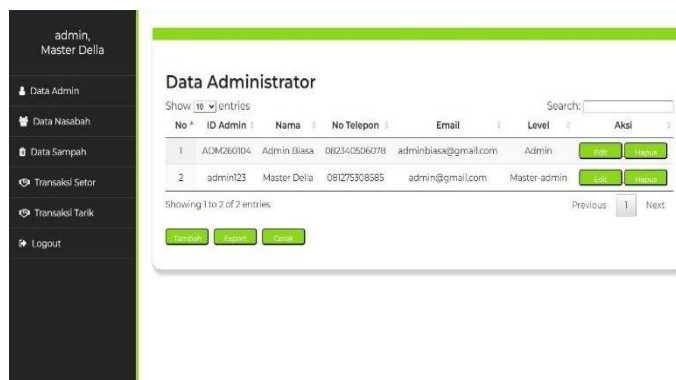 admin,
Master Della
Data Admin
Data Nasabah
Data Sampah
Transaksi Setor
Transaksi Tarik
Logout
Data Administrator
Show 10 entries
Search:
No ID Admin Nama No Telepon Email Level Aksi
1 ADM260104 Admin Biasa 082340506078 adminbiasa@gmail.com Admin Edit Hapus
2 admin123 Master Della 081275308585 admin@gmail.com Master-admin Edit Hapus
Showing 1 to 2 of 2 entries
Previous 1 Next
Tambah Export Cetak